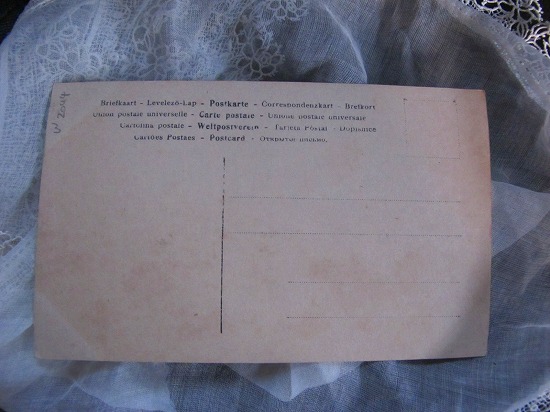 Briefkaart - Levelező-Lap - Postkarte - Correspondenzkart - Brefkort
Union postale universelle - Carte postale - Unione postale universale
Cartolina postale - Weltpostverein - Tarjeta Postal - Dopisnice
Cartões Postaes - Postcard - Открытое письмо.